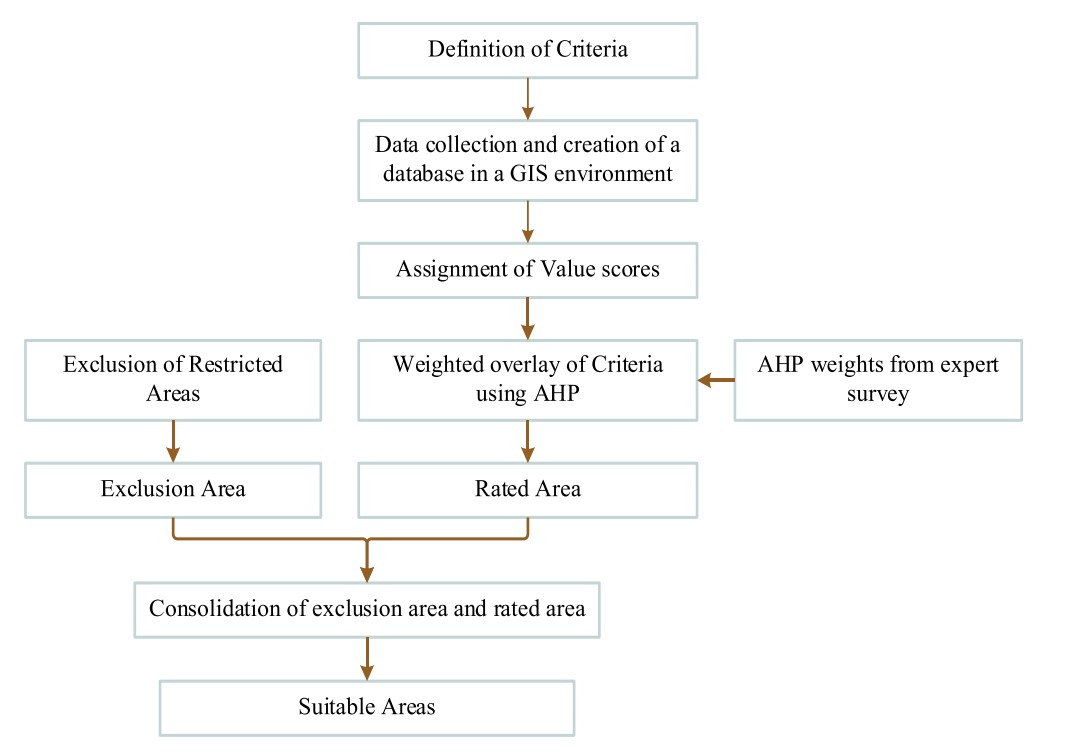 Definition of Criteria
Data collection and creation of a
database in a GIS environment
Assignment of Value scores
Exclusion of Restricted
Areas
Weighted overlay of Criteria
using AHP
AHP weights from expert
survey
Exclusion Area
Rated Area
Consolidation of exclusion area and rated area
Suitable Areas